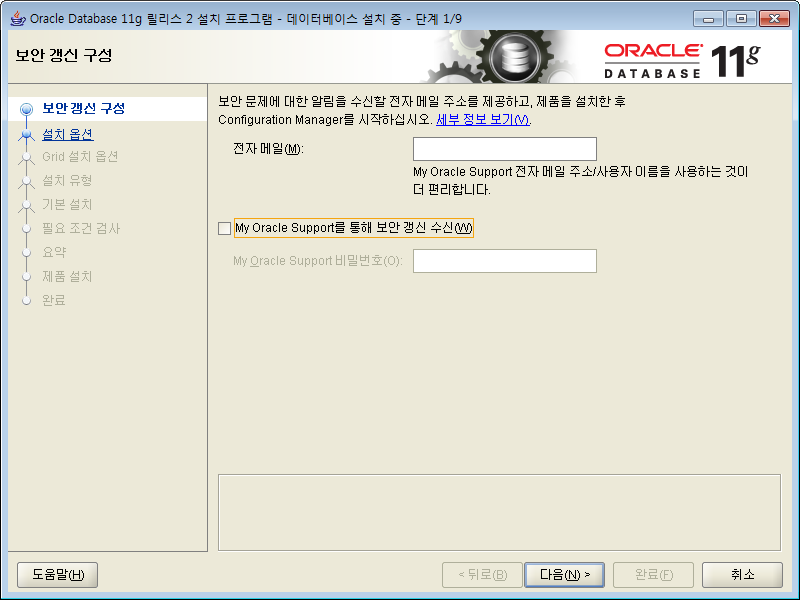 Oracle Database 11g 릴리스 2 설치 프로그램 - 데이터베이스 설치 중 - 단계 1/9
보안 갱신 구성
ORACLE
DATABASE 11g
보안 갱신 구성
설치 옵션
Grid 설치 옵션
설치 유형
기본 설치
필요 조건 검사
요약
제품 설치
완료
보안 문제에 대한 알림을 수신할 전자 메일 주소를 제공하고, 제품을 설치한 후
Configuration Manager를 시작하십시오. 세부 정보 보기(V).
전자 메일(M):
My Oracle Support 전자 메일 주소/사용자 이름을 사용하는 것이
더 편리합니다.
My Oracle Support를 통해 보안 갱신 수신(W)
My Oracle Support 비밀번호(O):
도움말(H)
< 뒤로(B)
다음(N) >
완료(F)
취소